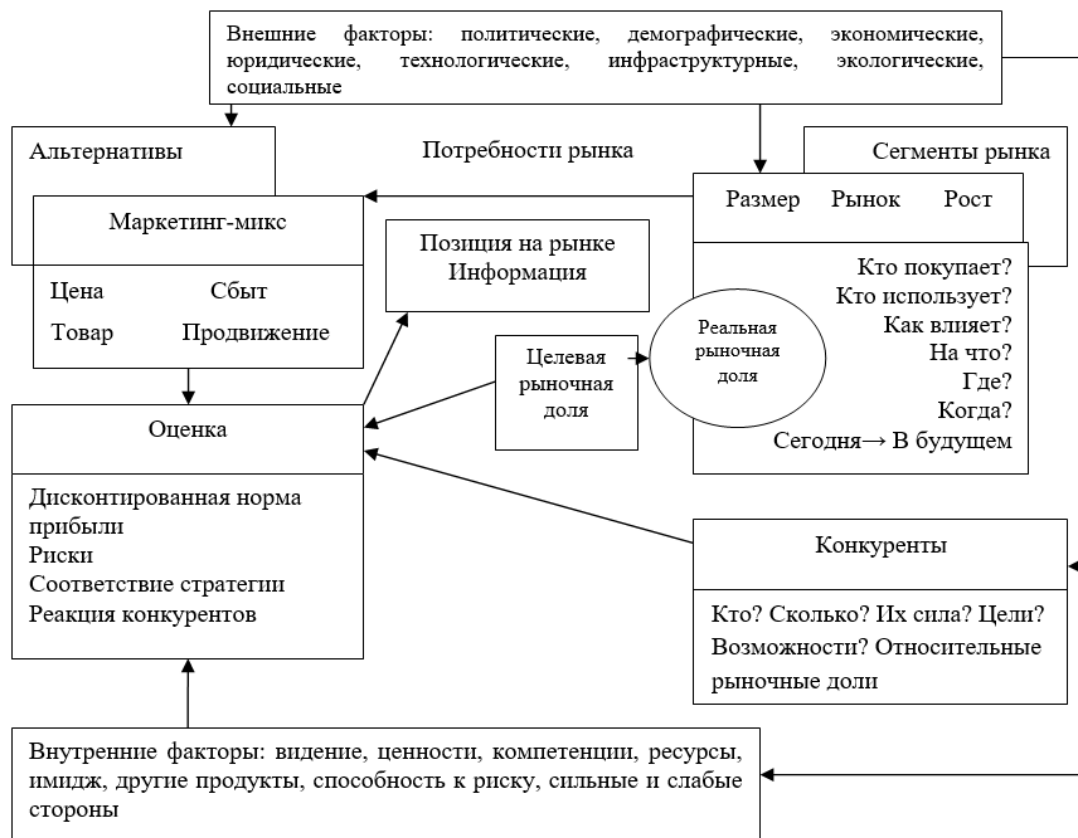 Внешние факторы: политические, демографические, экономические,
юридические, технологические, инфраструктурные, экологические,
социальные
Альтернативы
Потребности рынка
Сегменты рынка
Маркетинг-микс
Размер Рынок Рост
Позиция на рынке
Информация
Цена Сбыт
Товар Продвижение
Кто покупает?
Кто использует?
Как влияет?
На что?
Где?
Когда?
Сегодня→ В будущем
Реальная
рыночная
доля
Целевая
рыночная
доля
Оценка
Дисконтированная норма
прибыли
Риски
Соответствие стратегии
Реакция конкурентов
Конкуренты
Кто? Сколько? Их сила? Цели?
Возможности? Относительные
рыночные доли
Внутренние факторы: видение, ценности, компетенции, ресурсы,
имидж, другие продукты, способность к риску, сильные и слабые
стороны